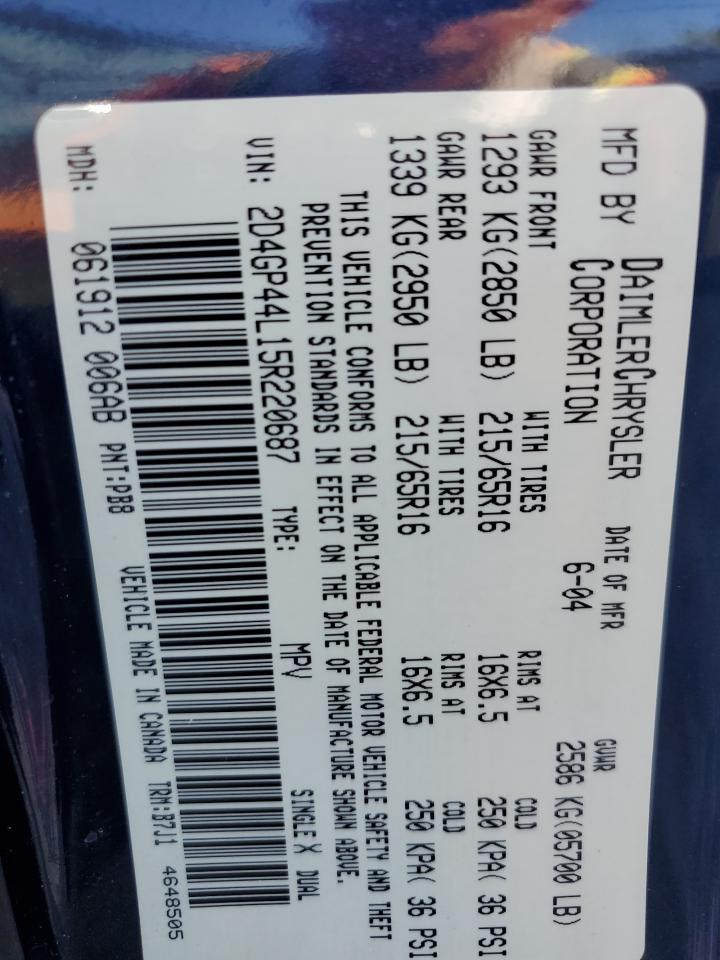 MFD BY DAIMLERCHRYSLER CORPORATION DATE OF MFR 6-04 GVWR 2586 KG(05700 LB)
GAWR FRONT WITH TIRES RIMS AT COLD
1293 KG(2850 LB) 215/65R16 16X6.5 250 KPA( 36 PSI
GAWR REAR WITH TIRES RIMS AT COLD
1339 KG(2950 LB) 215/65R16 16X6.5 250 KPA( 36 PSI
THIS VEHICLE CONFORMS TO ALL APPLICABLE FEDERAL MOTOR VEHICLE SAFETY AND THEFT
PREVENTION STANDARDS IN EFFECT ON THE DATE OF MANUFACTURE SHOWN ABOVE.
VIN: 2D4GP44L15R220687 TYPE: MPV SINGLE X DUAL
MDH: 061912 006AB PNT:PB8 VEHICLE MADE IN CANADA TRM:B7J1 4648505